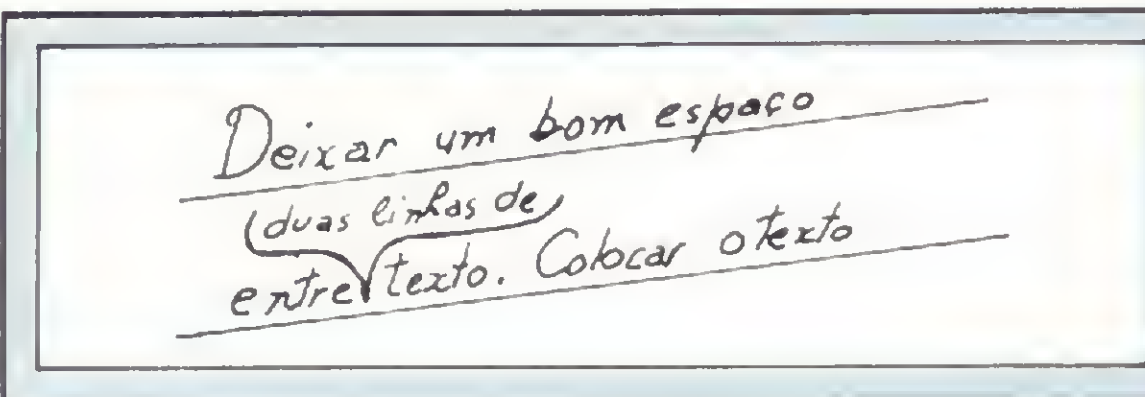 Deixar um bom espaço
duas linhas de
entre texto. Colocar o texto